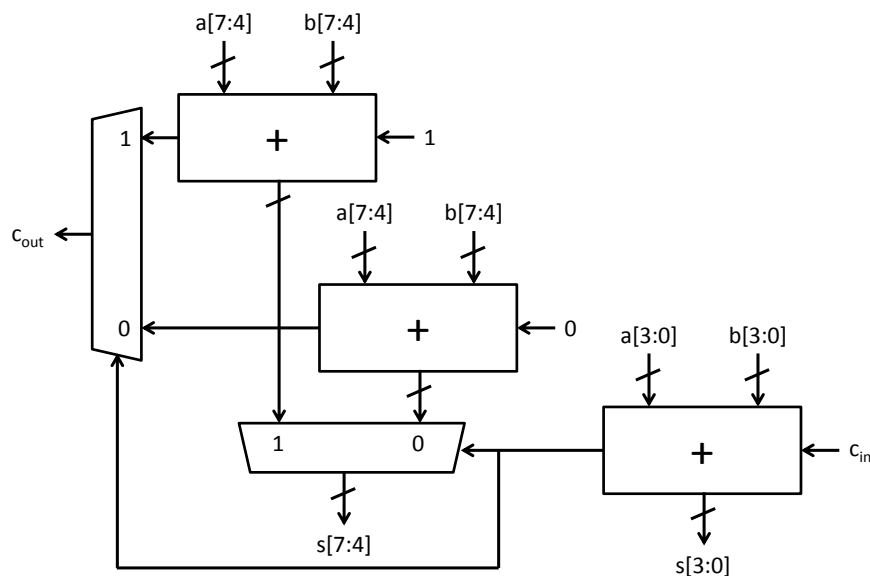 a[7:4] b[7:4]
1 + 1
a[7:4] b[7:4]
c_out
0 + 0
a[3:0] b[3:0]
1 0 + c_in
s[7:4]
s[3:0]